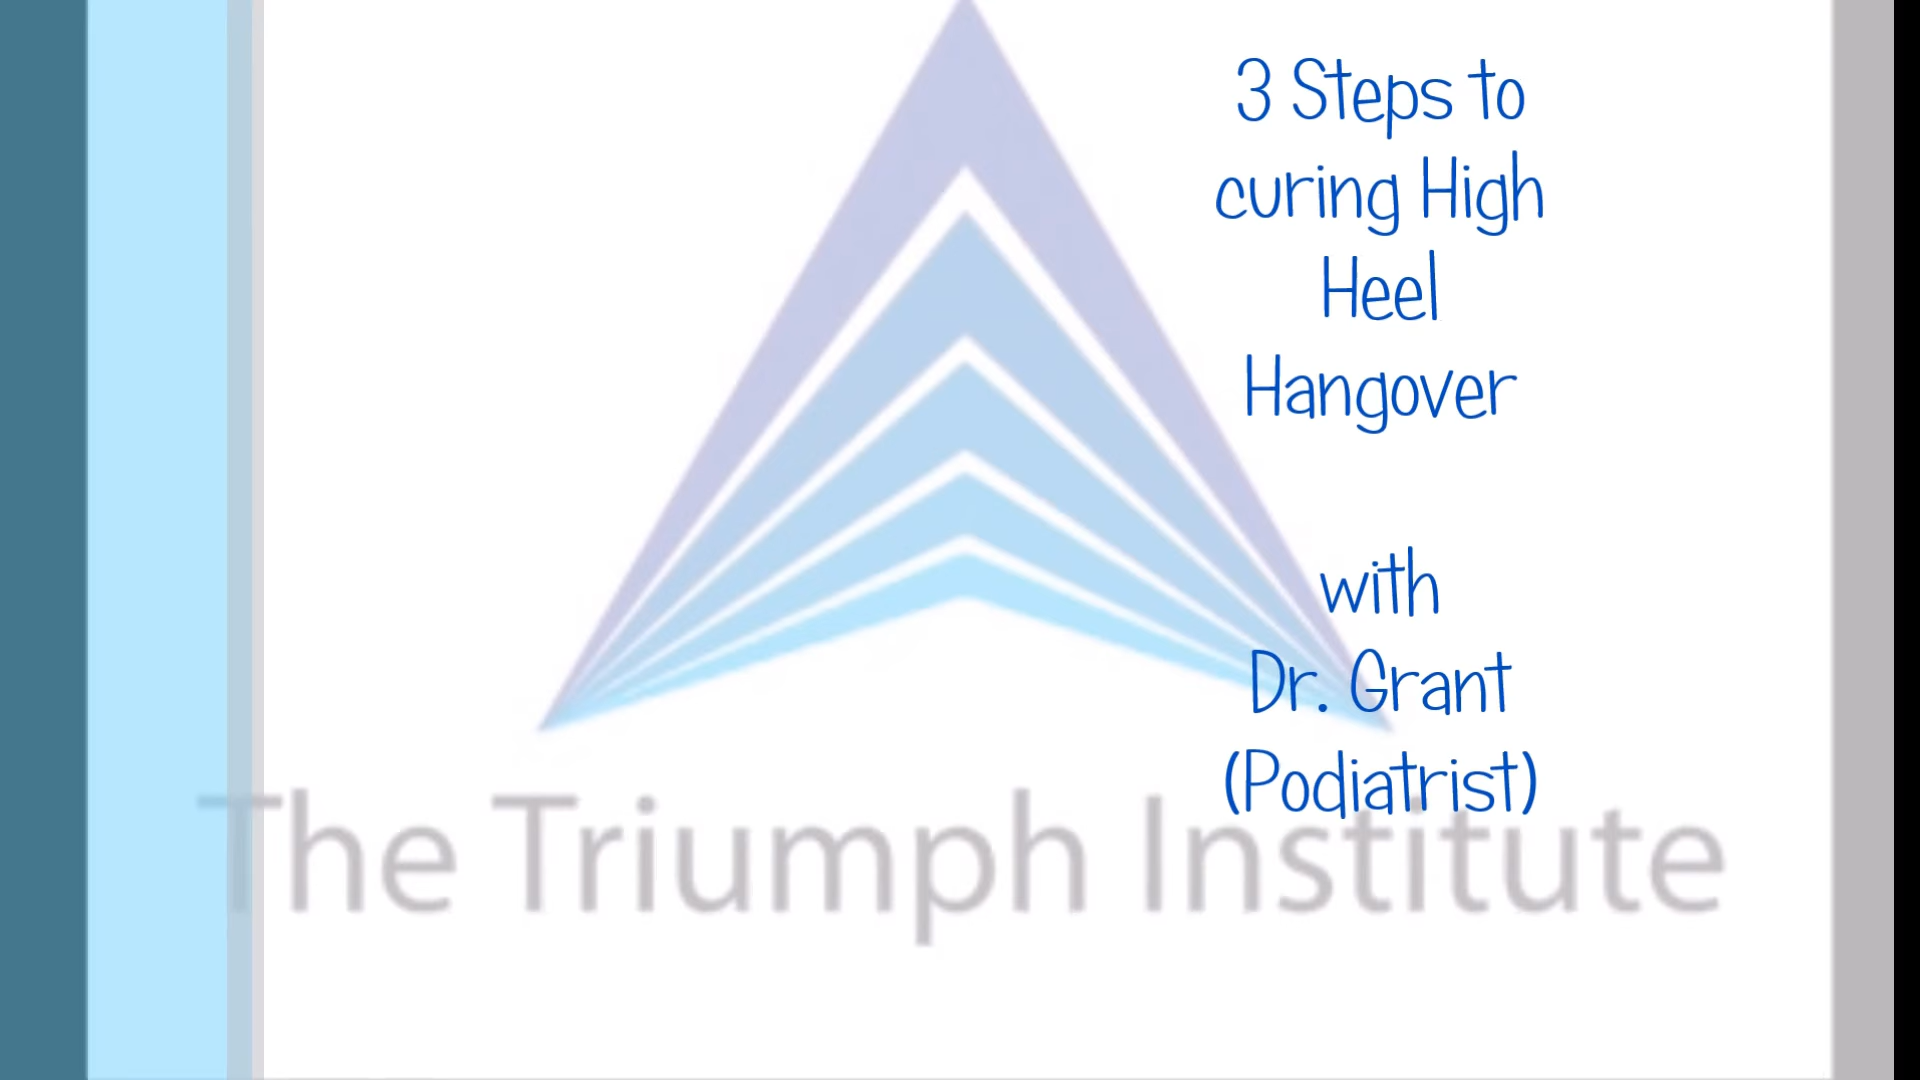 3 Steps to
curing High
Heel
Hangover
with
Dr. Grant
(Podiatrist)
The Triumph Institute